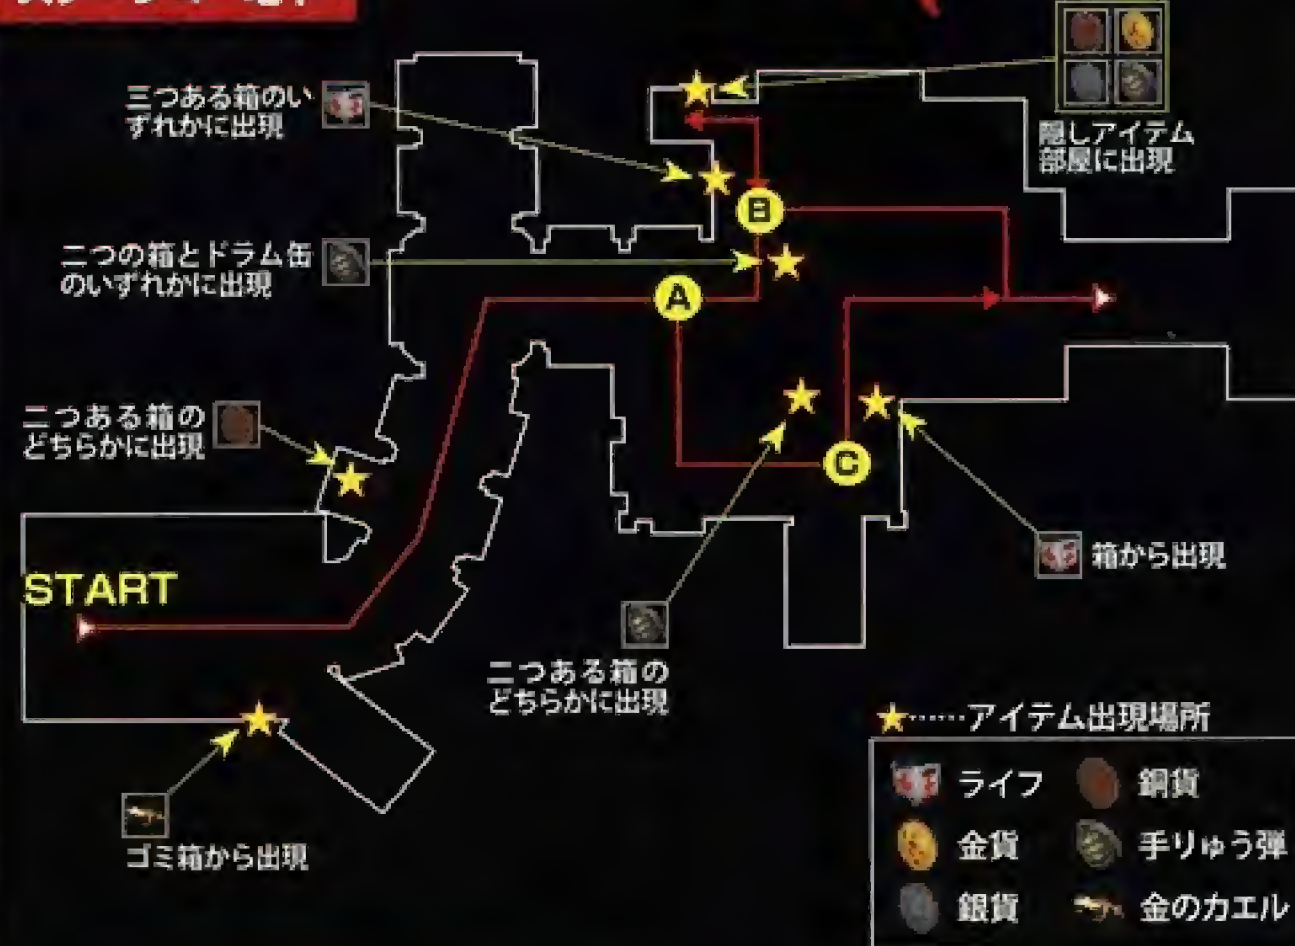 三つある箱のい
ずれかに出現
隠しアイテム
部屋に出現
B
二つの箱とドラム缶
のいずれかに出現
A
二つある箱の
どちらかに出現
C
箱から出現
START
二つある箱の
どちらかに出現
★……アイテム出現場所
ライフ
銅貨
ゴミ箱から出現
金貨
手りゅう弾
銀貨
金のカエル